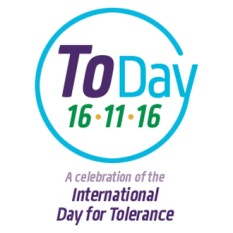 ToDay
16•11•16
A celebration of the
International
Day for Tolerance